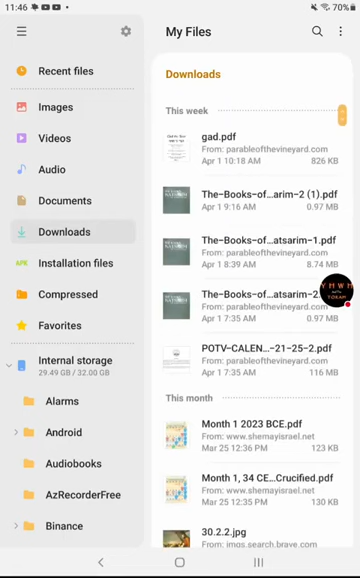 11:46
70%
My Files
Recent files
Images
Videos
Audio
Documents
Downloads
APK Installation files
Compressed
Favorites
Internal storage
29.49 GB / 32.00 GB
Alarms
Android
Audiobooks
AzRecorderFree
Binance
Downloads
This week
gad.pdf
From: parableofthevineyard.com
Apr 1 10:18 AM
826 KB
The-Books-of...arim-2 (1).pdf
Apr 1 9:16 AM
0.97 MB
The-Books-of...atsarim-1.pdf
Apr 1 8:39 AM
8.74 MB
The-Books-of...atsarim-2
From: parableofthevineyard.com
Apr 1 7:35 AM
0.97 MB
POTV-CALEN...-21-25-2.pdf
From: parableofthevineyard.com
Apr 1 7:35 AM
116 MB
This month
Month 1 2023 BCE.pdf
From: www.shemayisrael.net
Mar 25 12:36 PM
123 KB
Month 1, 34 CE...Crucified.pdf
From: www.shemayisrael.net
Mar 25 12:35 PM
130 KB
30.2.2.jpg
From: imgs.search.brave.com